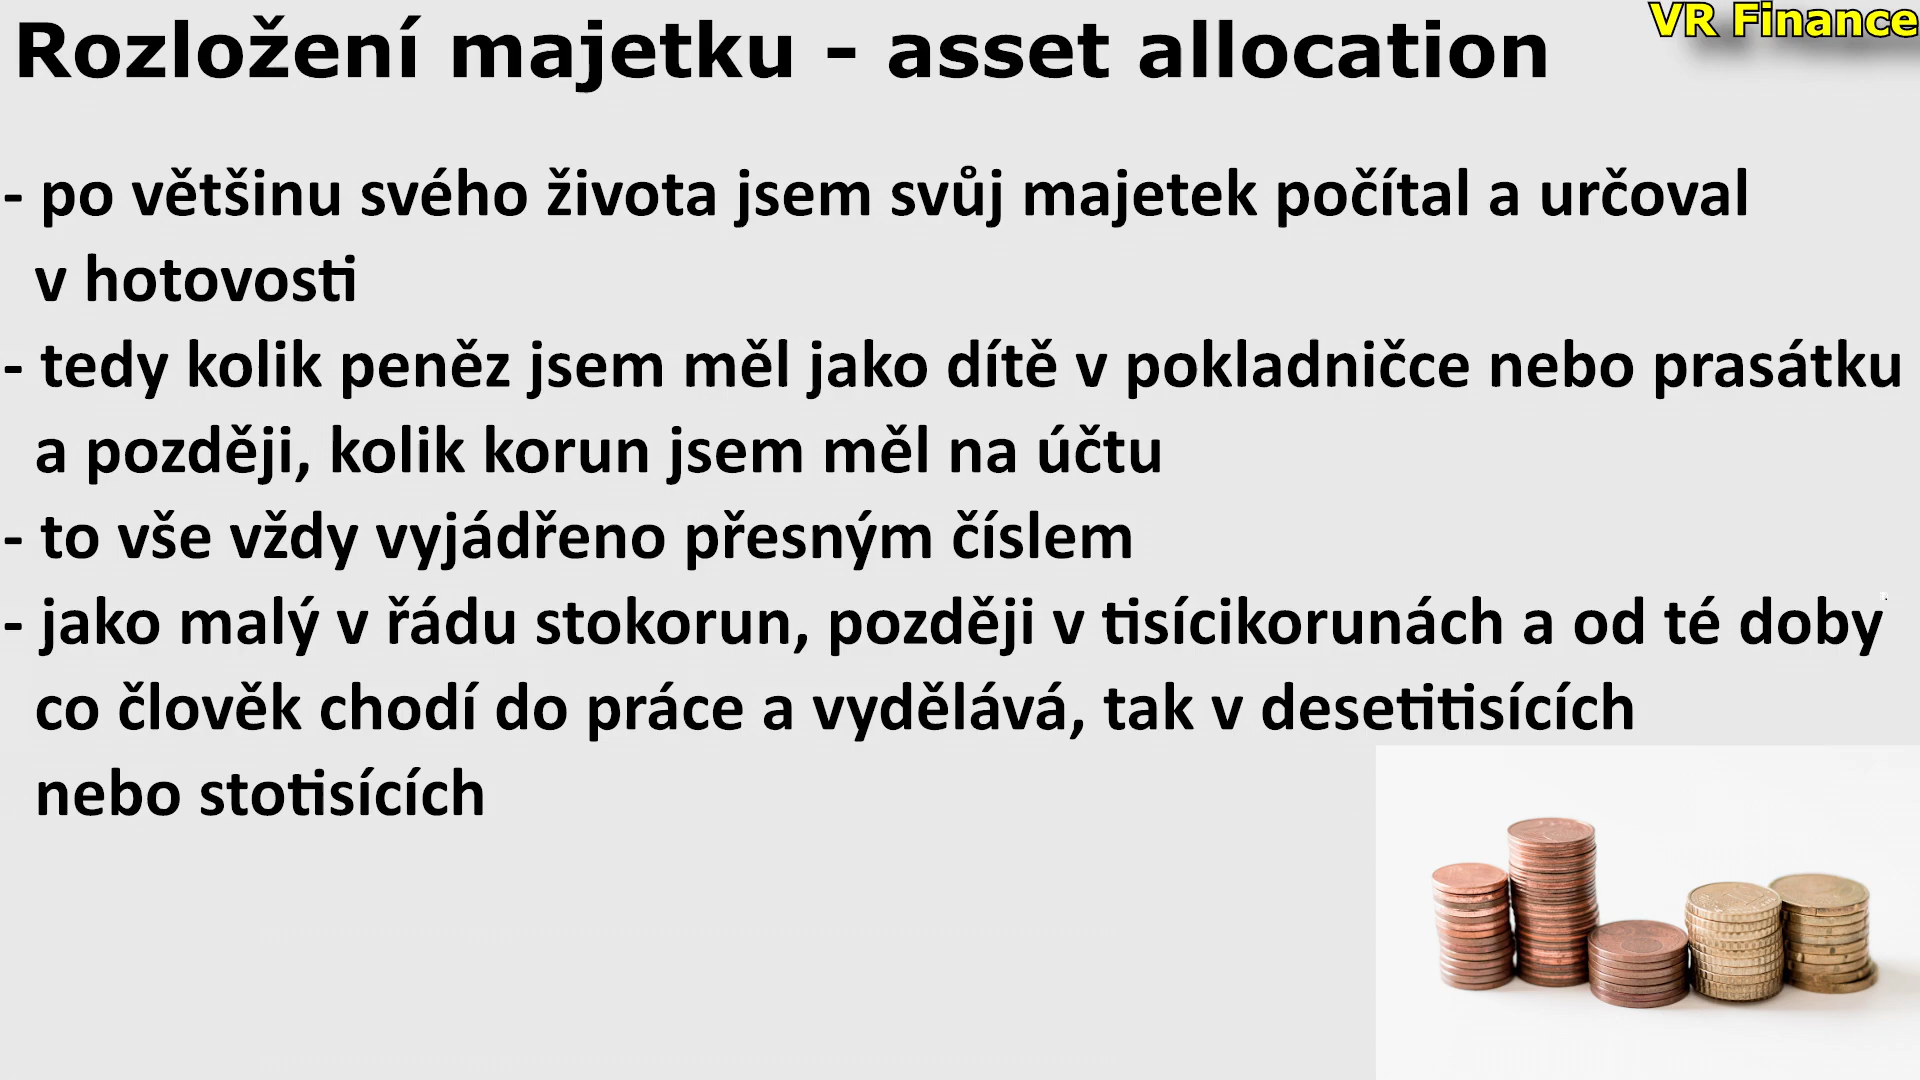 Rozložení majetku - asset allocation
VR Finance
- po většinu svého života jsem svůj majetek počítal a určoval
v hotovosti
- tedy kolik peněz jsem měl jako dítě v pokladničce nebo prasátku
a později, kolik korun jsem měl na účtu
- to vše vždy vyjádřeno přesným číslem
- jako malý v řádu stokorun, později v tisícikorunách a od té doby
co člověk chodí do práce a vydělává, tak v desetitisících
nebo stotisících